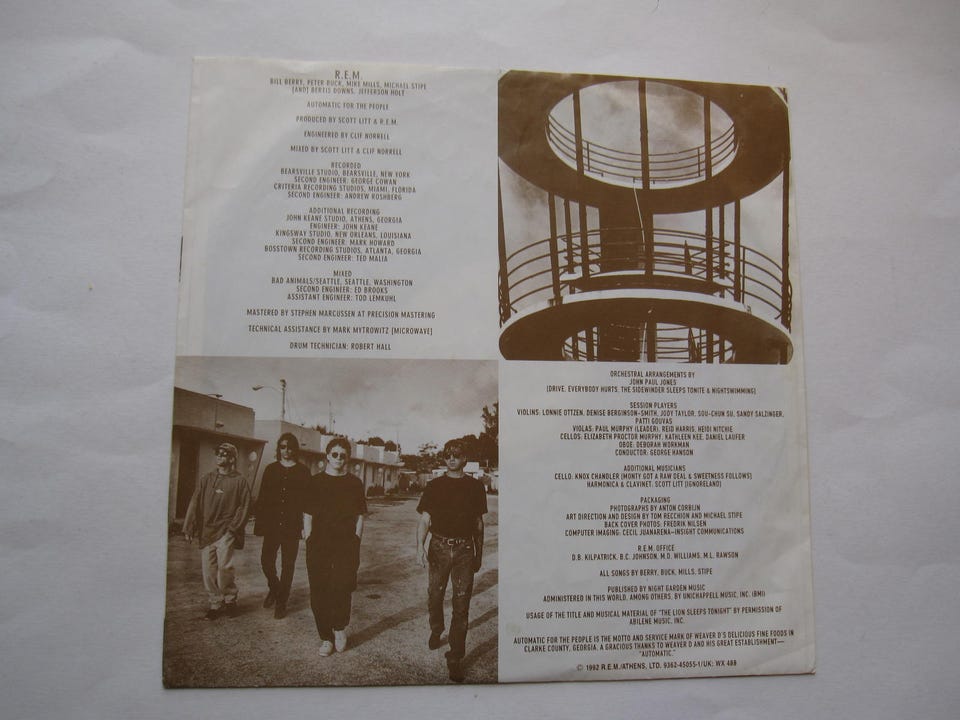 R.E.M.
BILL BERRY, PETER BUCK, MIKE MILLS, MICHAEL STIPE
[AND] BERTIS DOWNS, JEFFERSON HOLT
AUTOMATIC FOR THE PEOPLE
PRODUCED BY SCOTT LITT & R.E.M.
ENGINEERED BY CLIF NORRELL
MIXED BY SCOTT LITT & CLIF NORRELL
RECORDED
BEARSVILLE STUDIO, BEARSVILLE, NEW YORK
SECOND ENGINEER: GEORGE COWAN
CRITERIA RECORDING STUDIOS, MIAMI, FLORIDA
SECOND ENGINEER: ANDREW ROSHBERG
ADDITIONAL RECORDING
JOHN KEANE STUDIO, ATHENS, GEORGIA
ENGINEER: JOHN KEANE
KINGSWAY STUDIO, NEW ORLEANS, LOUISIANA
SECOND ENGINEER: MARK HOWARD
BOSSTOWN RECORDING STUDIOS, ATLANTA, GEORGIA
SECOND ENGINEER: TED MALIA
MIXED
BAD ANIMALS/SEATTLE, SEATTLE, WASHINGTON
SECOND ENGINEER: ED BROOKS
ASSISTANT ENGINEER: TOD LEMKUHL
MASTERED BY STEPHEN MARCUSSEN AT PRECISION MASTERING
TECHNICAL ASSISTANCE BY MARK MYTROWITZ [MICROWAVE]
DRUM TECHNICIAN: ROBERT HALL
ORCHESTRAL ARRANGEMENTS BY
JOHN PAUL JONES
[DRIVE, EVERYBODY HURTS, THE SIDEWINDER SLEEPS TONITE & NIGHTSWIMMING]
SESSION PLAYERS
VIOLINS: LONNIE OTTZEN, DENISE BERGINSON-SMITH, JODY TAYLOR, SOU-CHUN SU, SANDY SALZINGER,
PATTI GOUVAS
VIOLAS: PAUL MURPHY (LEADER), REID HARRIS, HEIDI NITCHIE
CELLOS: ELIZABETH PROCTOR MURPHY, KATHLEEN KEE, DANIEL LAUFER
OBOE: DEBORAH WORKMAN
CONDUCTOR: GEORGE HANSON
ADDITIONAL MUSICIANS
CELLO: KNOX CHANDLER [MONTY GOT A RAW DEAL & SWEETNESS FOLLOWS]
HARMONICA & CLAVINET: SCOTT LITT [IGNORELAND]
PACKAGING
PHOTOGRAPHS BY ANTON CORBIJN
ART DIRECTION AND DESIGN BY TOM RECCHION AND MICHAEL STIPE
BACK COVER PHOTOS: FREDRIK NILSEN
COMPUTER IMAGING: CECIL JUANARENA—INSIGHT COMMUNICATIONS
R.E.M. OFFICE
D.B. KILPATRICK, B.C. JOHNSON, M.D. WILLIAMS, M.L. RAWSON
ALL SONGS BY BERRY, BUCK, MILLS, STIPE
PUBLISHED BY NIGHT GARDEN MUSIC
ADMINISTERED IN THIS WORLD, AMONG OTHERS, BY UNICHAPPELL MUSIC, INC. (BMI)
USAGE OF THE TITLE AND MUSICAL MATERIAL OF "THE LION SLEEPS TONIGHT" BY PERMISSION OF
ABILENE MUSIC, INC.
AUTOMATIC FOR THE PEOPLE IS THE MOTTO AND SERVICE MARK OF WEAVER D'S DELICIOUS FINE FOODS IN
CLARKE COUNTY, GEORGIA. A GRACIOUS THANKS TO WEAVER D AND HIS GREAT ESTABLISHMENT—
"AUTOMATIC."
© 1992 R.E.M./ATHENS, LTD. 9362-45055-1/UK: WX 488